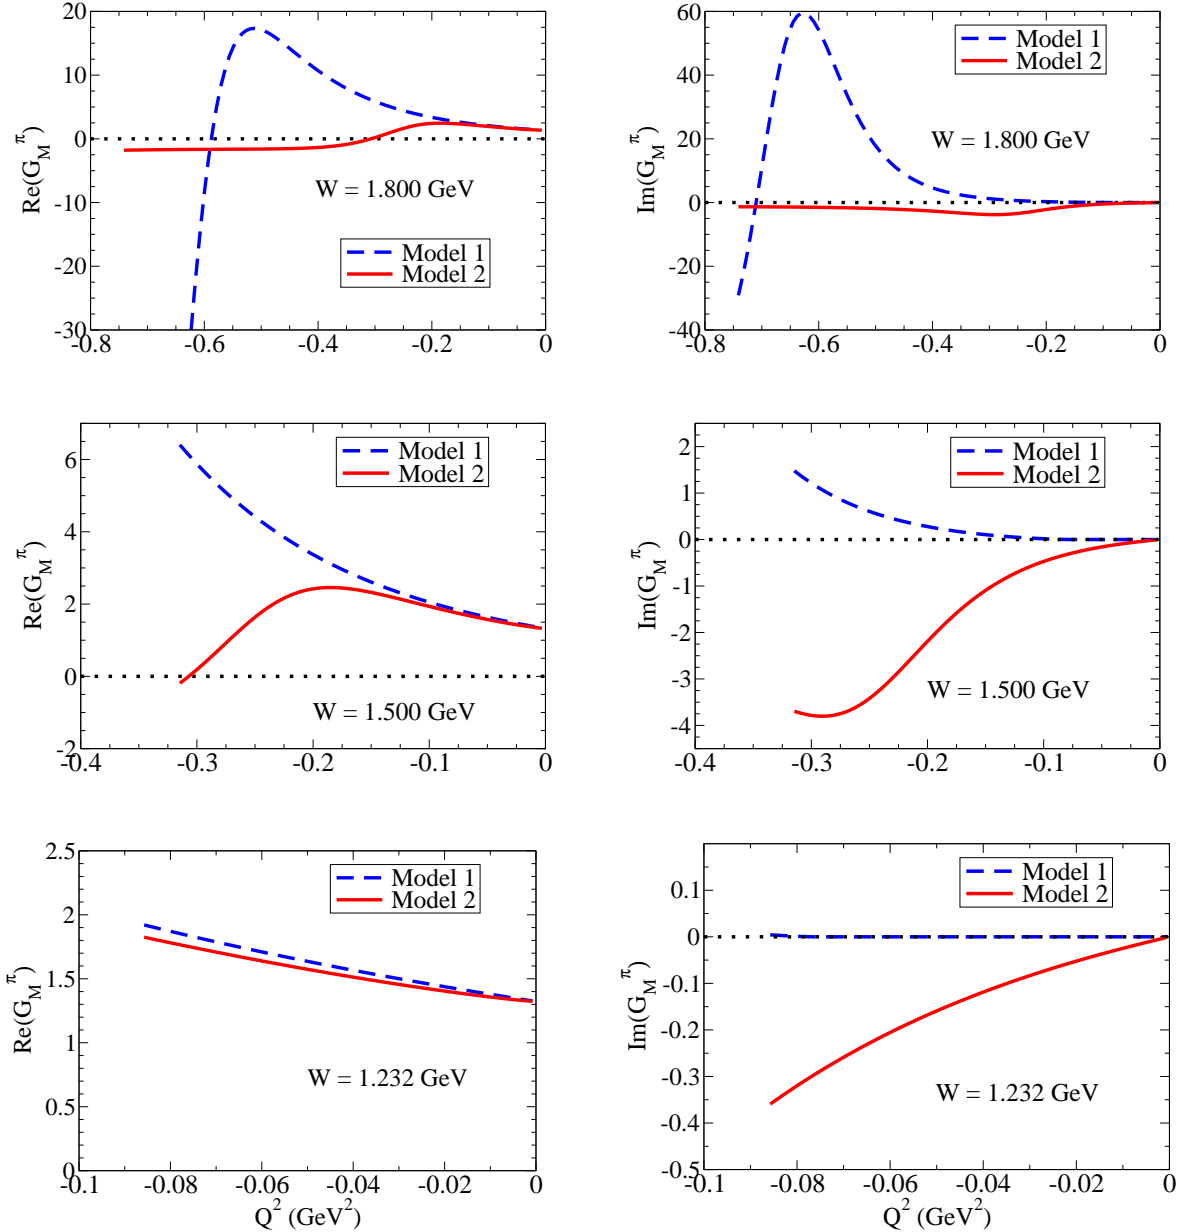 20
10
0
-10
-20
-30
-0.8
-0.6
-0.4
-0.2
0
Re(G_M^π)
W = 1.800 GeV
Model 1
Model 2
60
40
20
0
-20
-40
-0.8
-0.6
-0.4
-0.2
0
Im(G_M^π)
Model 1
Model 2
W = 1.800 GeV
6
4
2
0
-2
-0.4
-0.3
-0.2
-0.1
0
Re(G_M^π)
Model 1
Model 2
W = 1.500 GeV
2
1
0
-1
-2
-3
-4
-0.4
-0.3
-0.2
-0.1
0
Im(G_M^π)
Model 1
Model 2
W = 1.500 GeV
2.5
2
1.5
1
0.5
0
-0.1
-0.08
-0.06
-0.04
-0.02
0
Re(G_M^π)
Model 1
Model 2
W = 1.232 GeV
Q^2 (GeV^2)
0.1
0
-0.1
-0.2
-0.3
-0.4
-0.5
-0.1
-0.08
-0.06
-0.04
-0.02
0
Im(G_M^π)
Model 1
Model 2
W = 1.232 GeV
Q^2 (GeV^2)